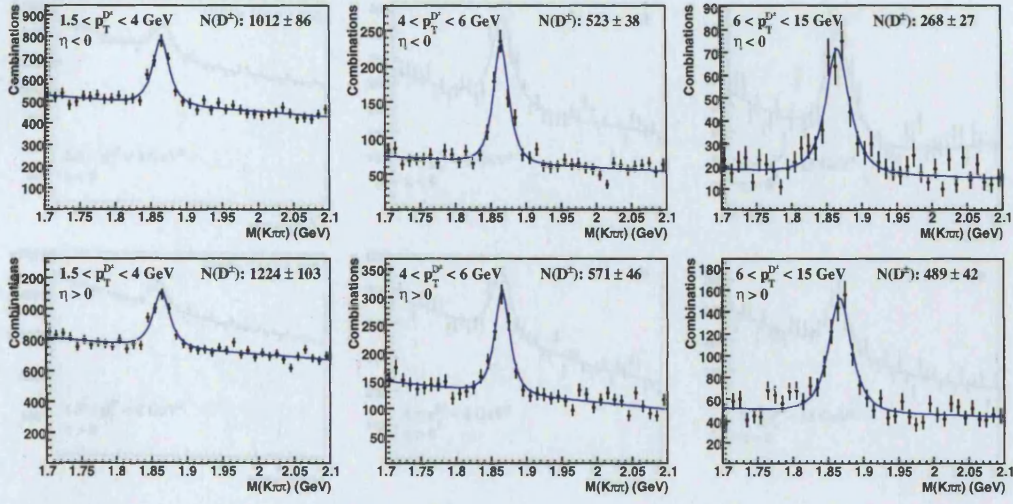 1.5 < p_T^{D^±} < 4 GeV N(D^±): 1012 ± 86
η < 0
Combinations
900
800
700
600
500
400
300
200
100
1.7 1.75 1.8 1.85 1.9 1.95 2 2.05 2.1
M(Kππ) (GeV)
4 < p_T^{D^±} < 6 GeV N(D^±): 523 ± 38
η < 0
Combinations
250
200
150
100
50
1.7 1.75 1.8 1.85 1.9 1.95 2 2.05 2.1
M(Kππ) (GeV)
6 < p_T^{D^±} < 15 GeV N(D^±): 268 ± 27
η < 0
Combinations
90
80
70
60
50
40
30
20
10
1.7 1.75 1.8 1.85 1.9 1.95 2 2.05 2.1
M(Kππ) (GeV)
1.5 < p_T^{D^±} < 4 GeV N(D^±): 1224 ± 103
η > 0
Combinations
1200
1000
800
600
400
200
1.7 1.75 1.8 1.85 1.9 1.95 2 2.05 2.1
M(Kππ) (GeV)
4 < p_T^{D^±} < 6 GeV N(D^±): 571 ± 46
η > 0
Combinations
350
300
250
200
150
100
50
1.7 1.75 1.8 1.85 1.9 1.95 2 2.05 2.1
M(Kππ) (GeV)
6 < p_T^{D^±} < 15 GeV N(D^±): 489 ± 42
η > 0
Combinations
180
160
140
120
100
80
60
40
20
1.7 1.75 1.8 1.85 1.9 1.95 2 2.05 2.1
M(Kππ) (GeV)